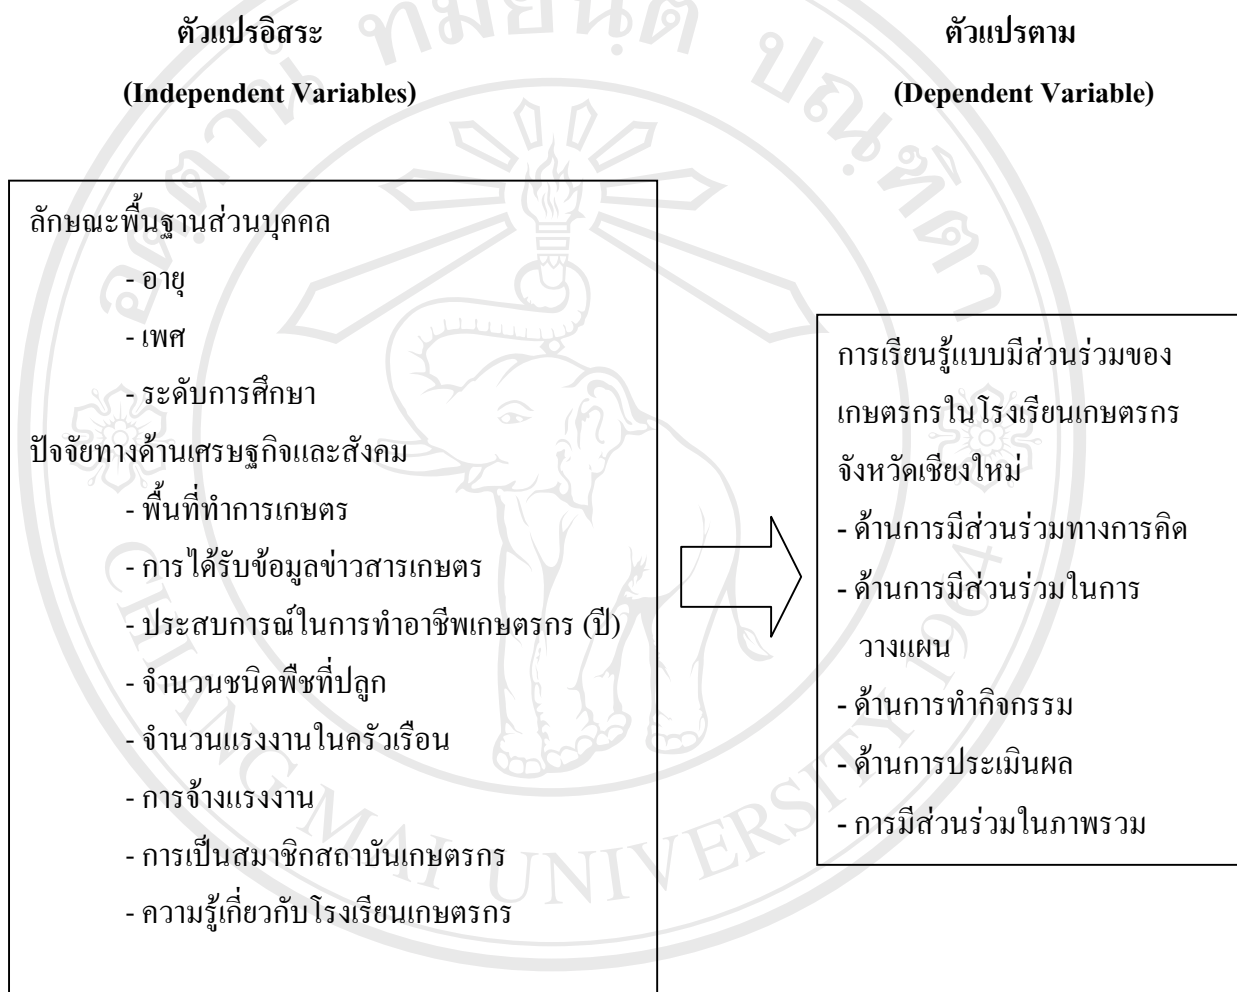 ตัวแปรอิสระ
(Independent Variables)
ลักษณะพื้นฐานส่วนบุคคล
- อายุ
- เพศ
- ระดับการศึกษา
ปัจจัยทางด้านเศรษฐกิจและสังคม
- พื้นที่ทำการเกษตร
- การได้รับข้อมูลข่าวสารเกษตร
- ประสบการณ์ในการทำอาชีพเกษตรกร (ปี)
- จำนวนชนิดพืชที่ปลูก
- จำนวนแรงงานในครัวเรือน
- การจ้างแรงงาน
- การเป็นสมาชิกสถาบันเกษตรกร
- ความรู้เกี่ยวกับโรงเรียนเกษตรกร
ตัวแปรตาม
(Dependent Variable)
การเรียนรู้แบบมีส่วนร่วมของ
เกษตรกรในโรงเรียนเกษตรกร
จังหวัดเชียงใหม่
- ด้านการมีส่วนร่วมทางการคิด
- ด้านการมีส่วนร่วมในการ
วางแผน
- ด้านการทำกิจกรรม
- ด้านการประเมินผล
- การมีส่วนร่วมในภาพรวม
อตฺตานํ ทมยนฺติ ปณฺฑิตา
CHIANG MAI UNIVERSITY 1964